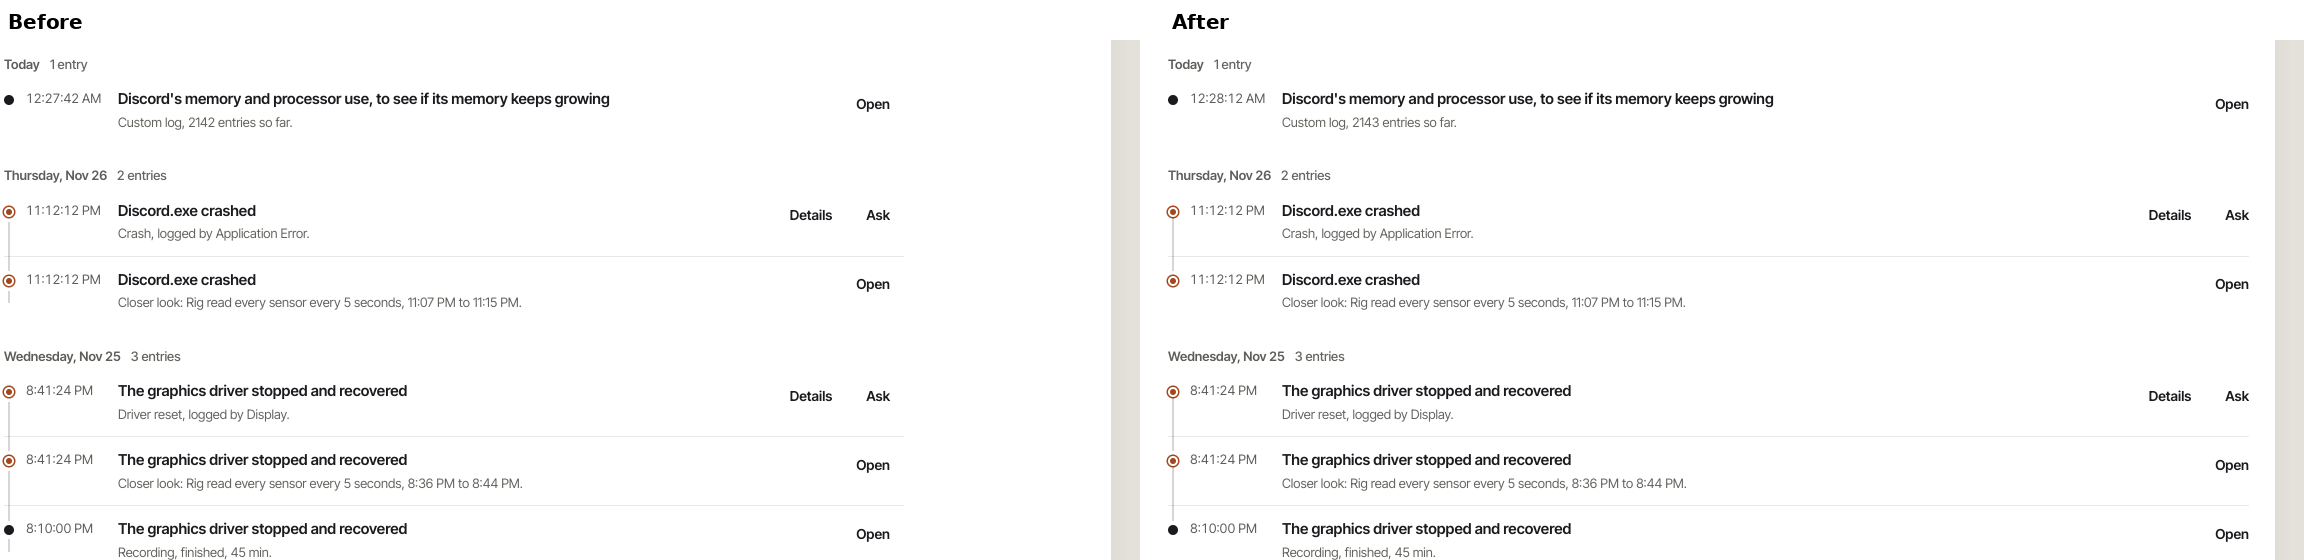 Before
Today 1 entry
12:27:42 AM Discord's memory and processor use, to see if its memory keeps growing Open
Custom log, 2142 entries so far.
Thursday, Nov 26 2 entries
11:12:12 PM Discord.exe crashed Details Ask
Crash, logged by Application Error.
11:12:12 PM Discord.exe crashed Open
Closer look: Rig read every sensor every 5 seconds, 11:07 PM to 11:15 PM.
Wednesday, Nov 25 3 entries
8:41:24 PM The graphics driver stopped and recovered Details Ask
Driver reset, logged by Display.
8:41:24 PM The graphics driver stopped and recovered Open
Closer look: Rig read every sensor every 5 seconds, 8:36 PM to 8:44 PM.
8:10:00 PM The graphics driver stopped and recovered Open
Recording, finished, 45 min.
After
Today 1 entry
12:28:12 AM Discord's memory and processor use, to see if its memory keeps growing Open
Custom log, 2143 entries so far.
Thursday, Nov 26 2 entries
11:12:12 PM Discord.exe crashed Details Ask
Crash, logged by Application Error.
11:12:12 PM Discord.exe crashed Open
Closer look: Rig read every sensor every 5 seconds, 11:07 PM to 11:15 PM.
Wednesday, Nov 25 3 entries
8:41:24 PM The graphics driver stopped and recovered Details Ask
Driver reset, logged by Display.
8:41:24 PM The graphics driver stopped and recovered Open
Closer look: Rig read every sensor every 5 seconds, 8:36 PM to 8:44 PM.
8:10:00 PM The graphics driver stopped and recovered Open
Recording, finished, 45 min.